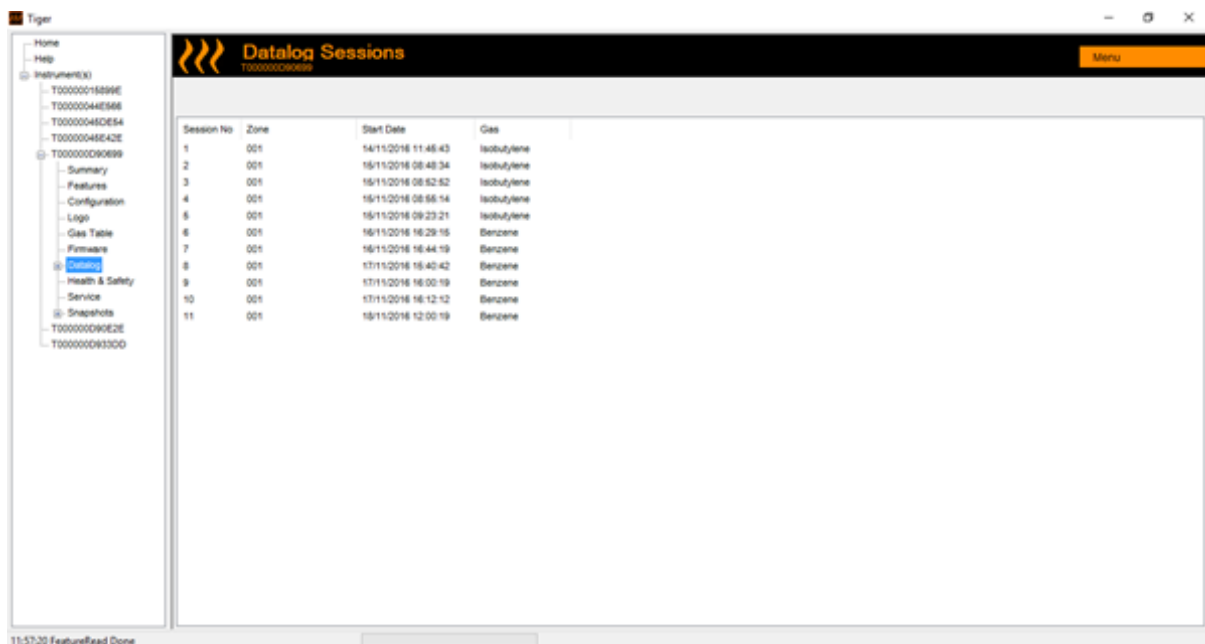 Tiger
Home
Help
Instrument(s)
T00000015899E
T00000044E566
T00000045DE54
T00000045E42E
T000000D90699
Summary
Features
Configuration
Logo
Gas Table
Firmware
Datalog
Health & Safety
Service
Snapshots
T000000D90E2E
T000000D933DD
Datalog Sessions
T000000D90699
Menu
Session No Zone Start Date Gas
1 001 14/11/2016 11:45:43 Isobutylene
2 001 15/11/2016 08:48:34 Isobutylene
3 001 15/11/2016 08:52:52 Isobutylene
4 001 15/11/2016 08:55:14 Isobutylene
5 001 15/11/2016 09:23:21 Isobutylene
6 001 16/11/2016 16:29:15 Benzene
7 001 16/11/2016 16:44:19 Benzene
8 001 17/11/2016 15:40:42 Benzene
9 001 17/11/2016 16:00:19 Benzene
10 001 17/11/2016 16:12:12 Benzene
11 001 18/11/2016 12:00:19 Benzene
11:57:20 FeatureRead Done